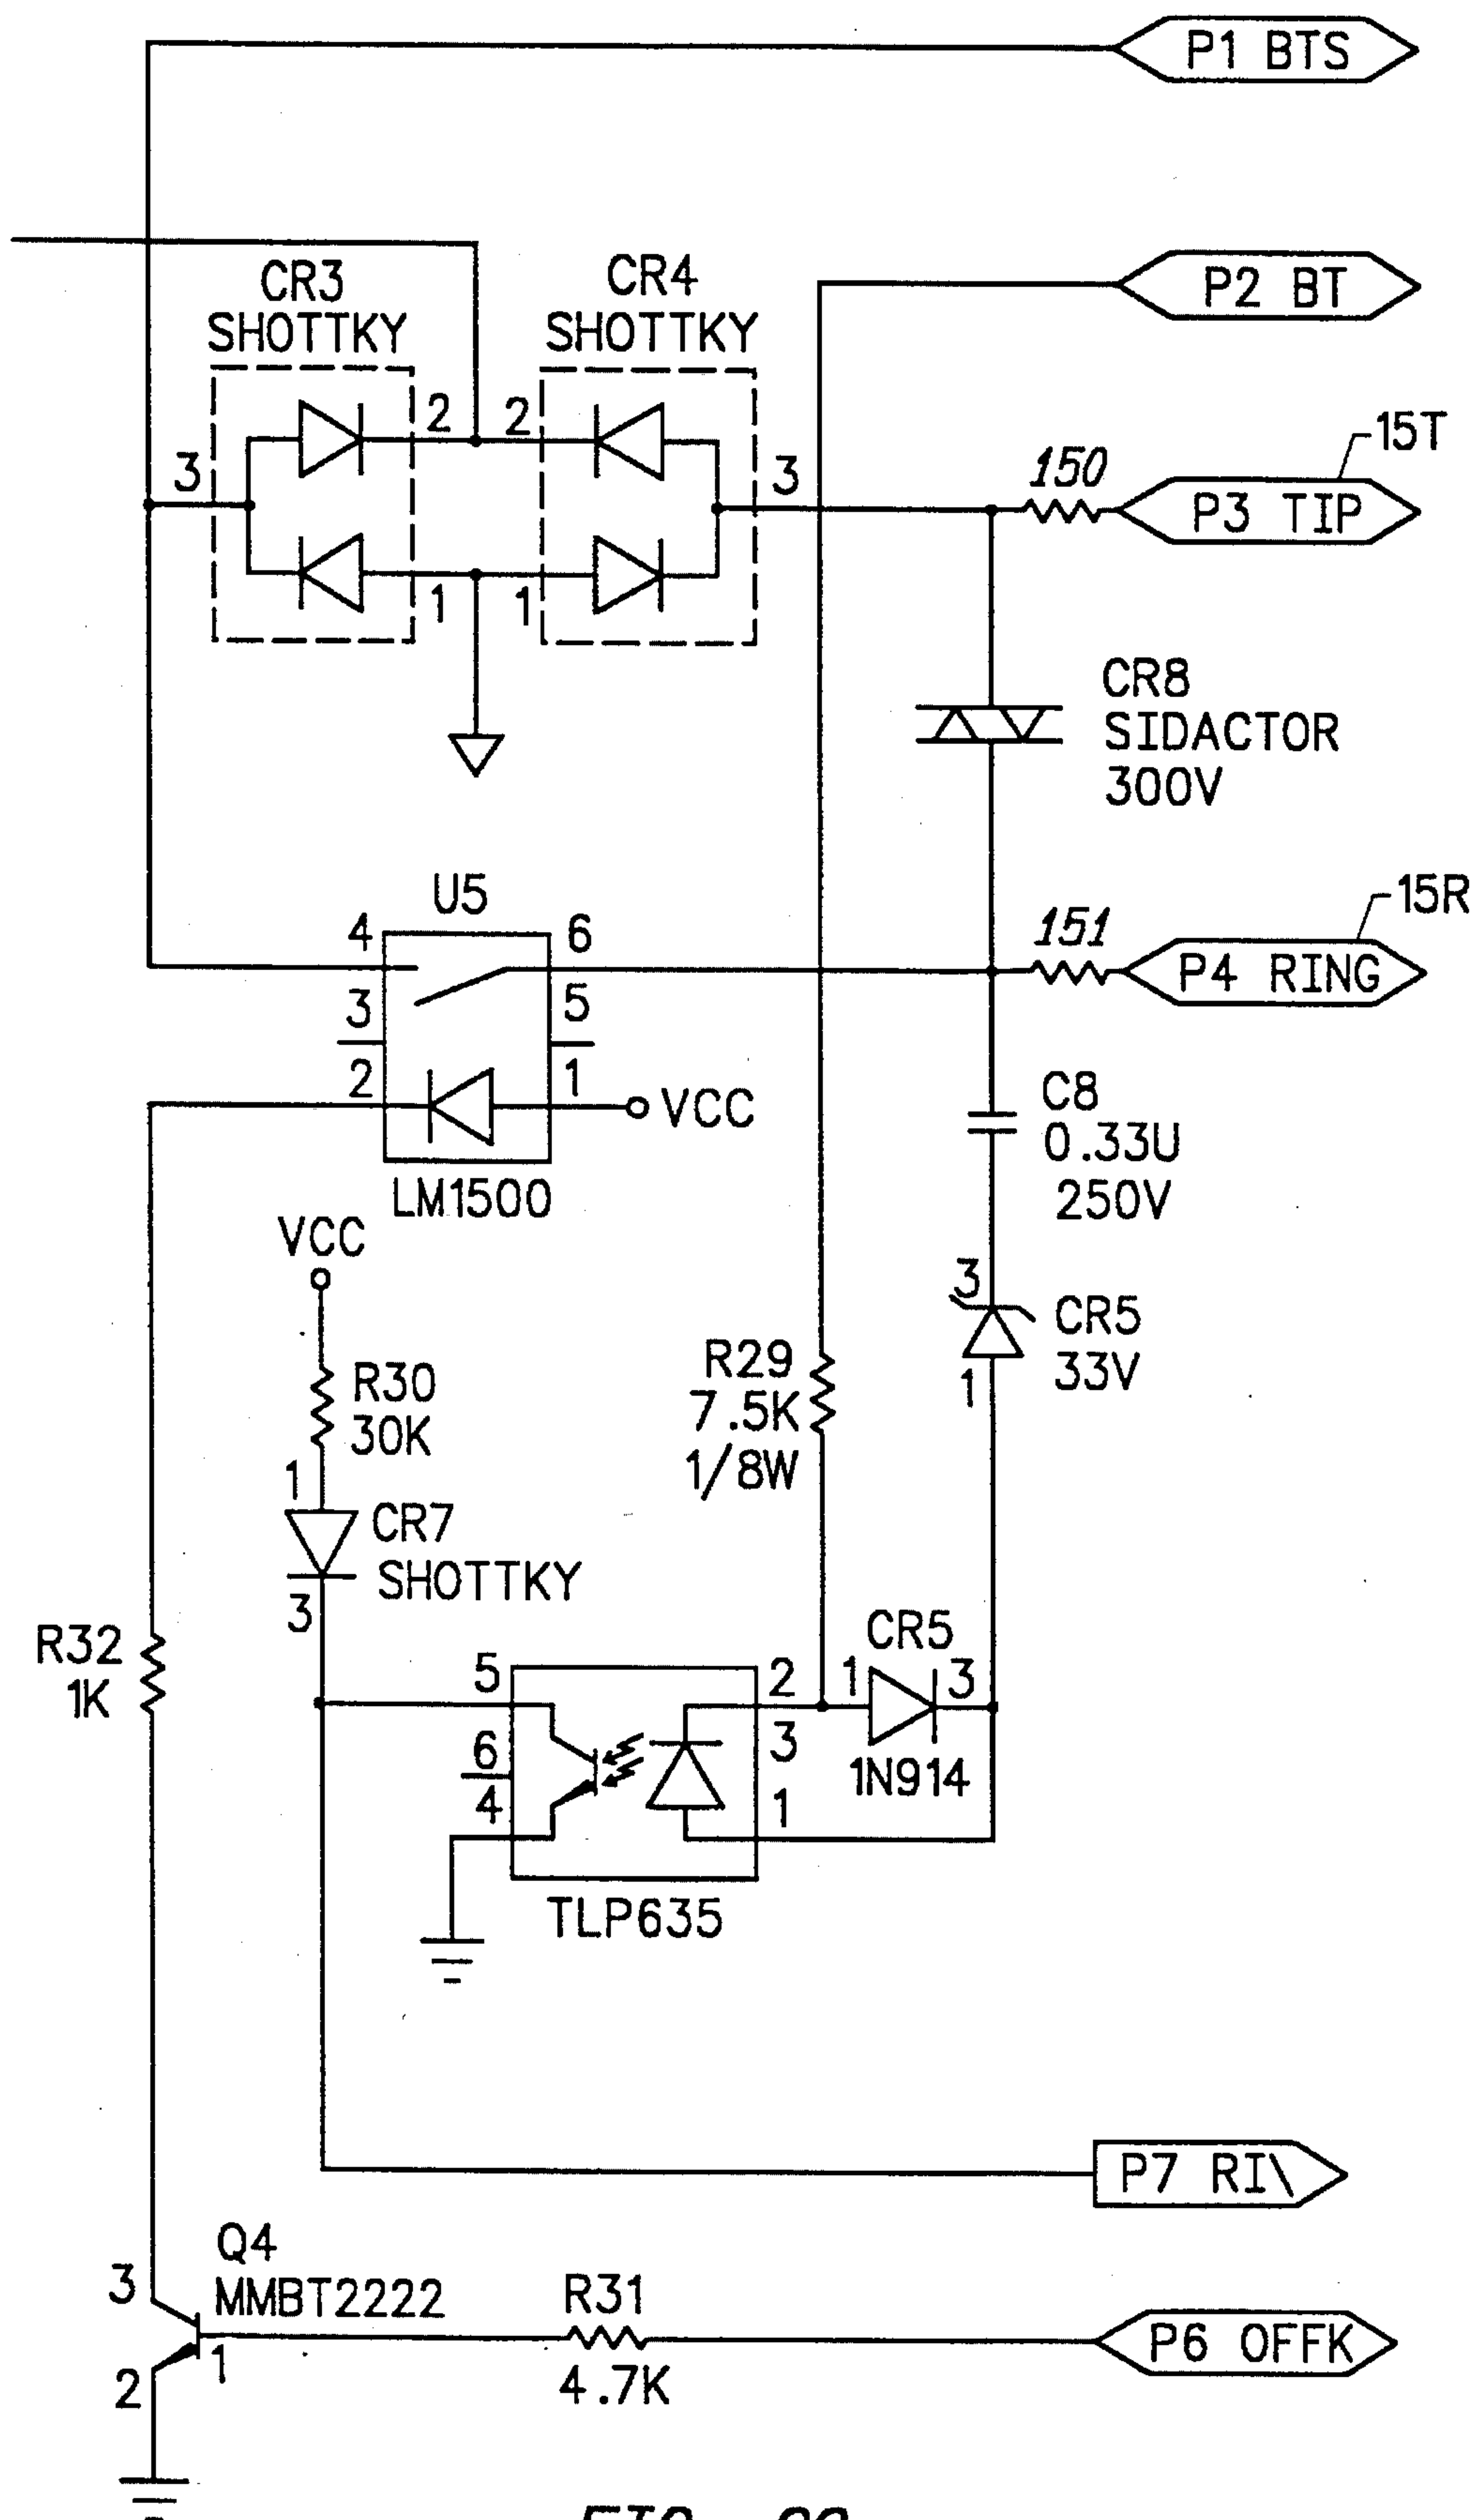 P1 BTS
P2 BT
CR3
SHOTTKY
CR4
SHOTTKY
2
2
3
3
1
1
150
15T
P3 TIP
CR8
SIDACTOR
300V
U5
4
6
3
5
2
1
VCC
LM1500
151
15R
P4 RING
C8
0.33U
250V
3
CR5
33V
1
VCC
R30
30K
1
CR7
SHOTTKY
3
R29
7.5K
1/8W
R32
1K
5
6
4
2
3
1
TLP635
CR5
1
3
1N914
P7 RI\
Q4
MMBT2222
3
1
2
R31
4.7K
P6 OFFK